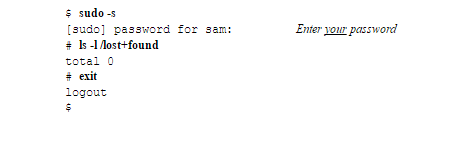 $ sudo -s
[sudo] password for sam: Enter your password
# ls -l /lost+found
total 0
# exit
logout
$